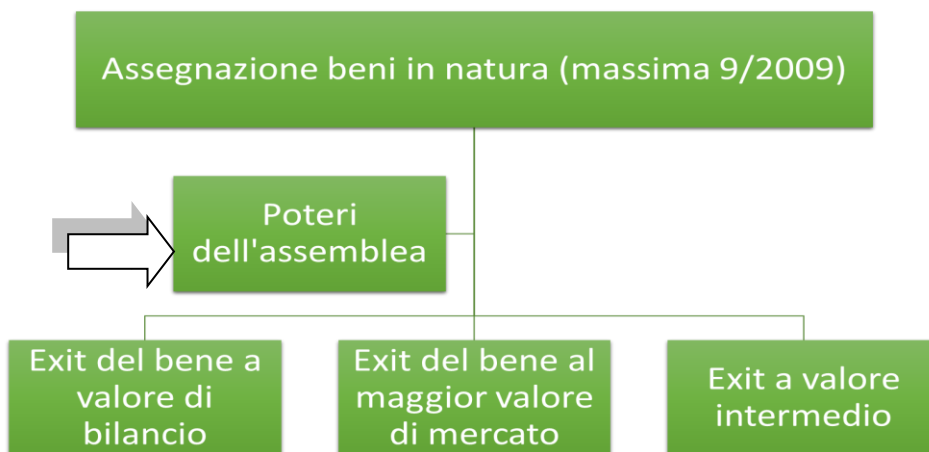 Assegnazione beni in natura (massima 9/2009)
Poteri
dell'assemblea
Exit del bene a
valore di
bilancio
Exit del bene al
maggior valore
di mercato
Exit a valore
intermedio